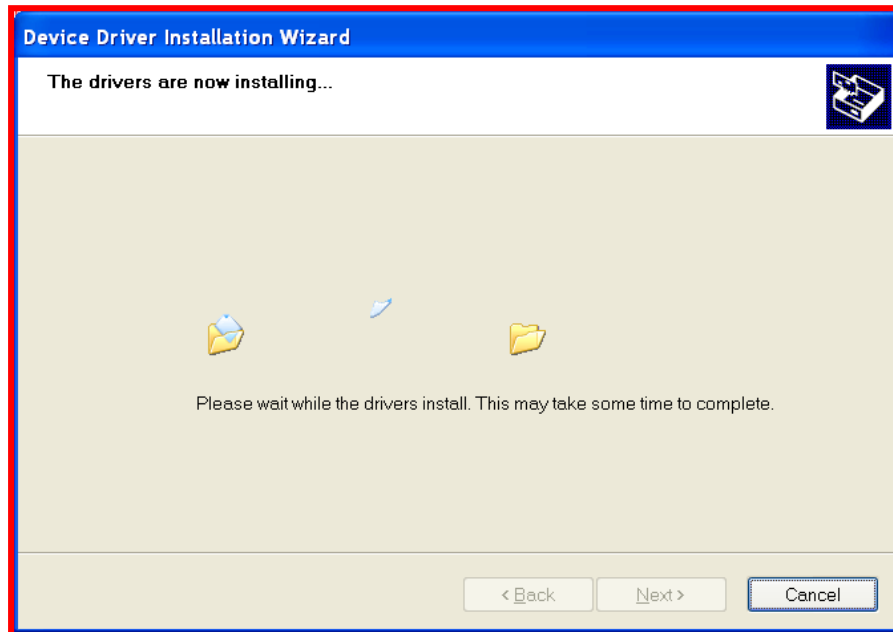 Device Driver Installation Wizard
The drivers are now installing...
Please wait while the drivers install. This may take some time to complete.
< Back
Next >
Cancel